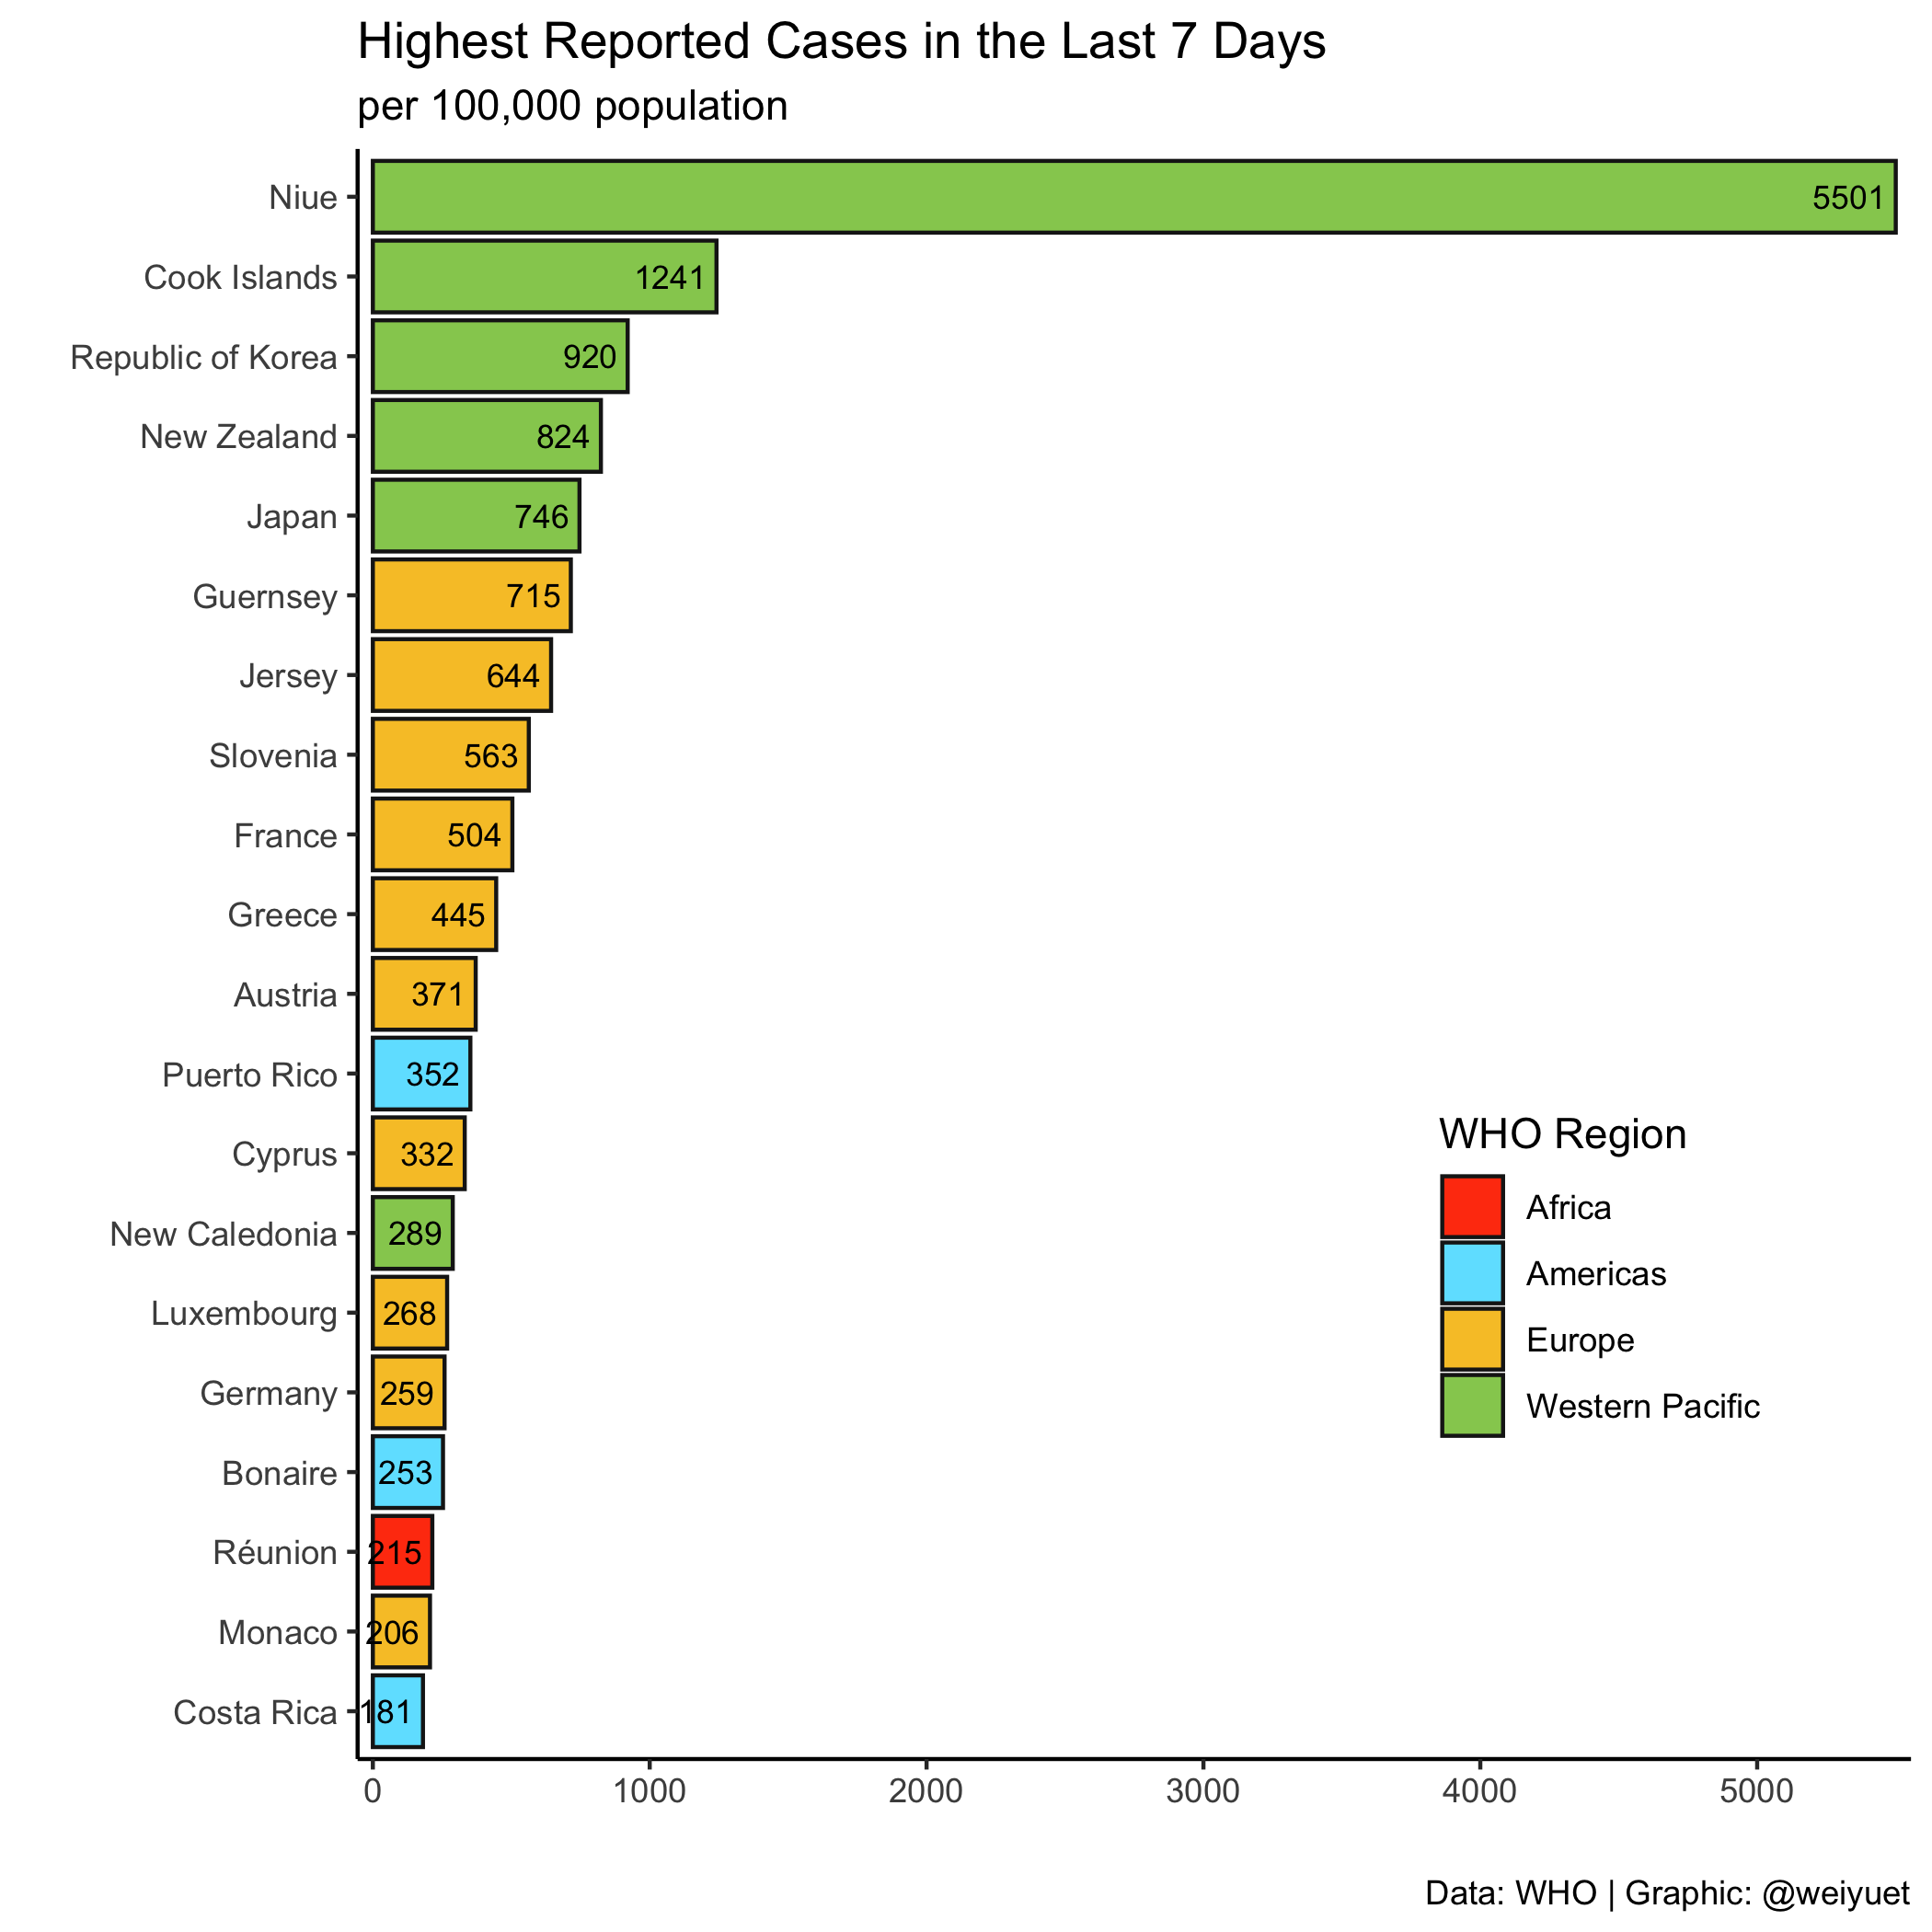 Highest Reported Cases in the Last 7 Days
per 100,000 population
Niue 5501
Cook Islands 1241
Republic of Korea 920
New Zealand 824
Japan 746
Guernsey 715
Jersey 644
Slovenia 563
France 504
Greece 445
Austria 371
Puerto Rico 352
Cyprus 332
New Caledonia 289
Luxembourg 268
Germany 259
Bonaire 253
Réunion 215
Monaco 206
Costa Rica 181
WHO Region
Africa
Americas
Europe
Western Pacific
0 1000 2000 3000 4000 5000
Data: WHO | Graphic: @weiyuet